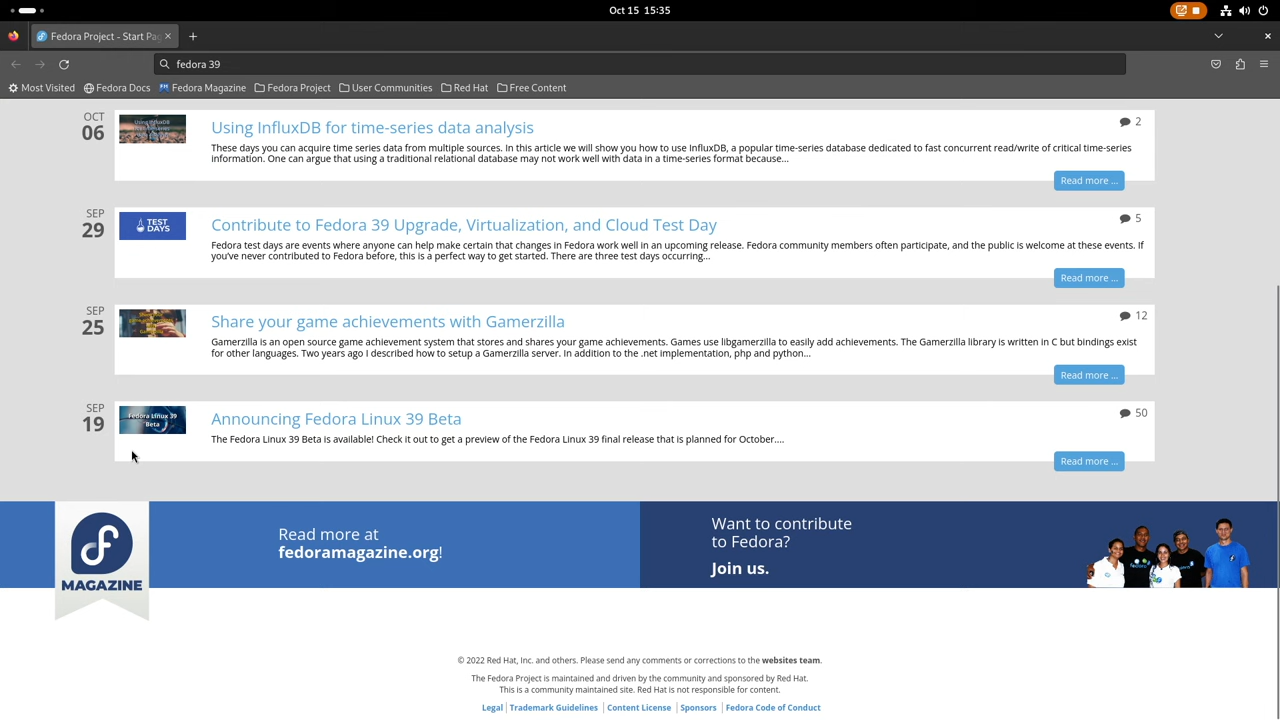 Oct 15 15:35
Fedora Project - Start Pag
fedora 39
Most Visited Fedora Docs Fedora Magazine Fedora Project User Communities Red Hat Free Content
OCT
06
Using InfluxDB for time-series data analysis
2
These days you can acquire time series data from multiple sources. In this article we will show you how to use InfluxDB, a popular time-series database dedicated to fast concurrent read/write of critical time-series
information. One can argue that using a traditional relational database may not work well with data in a time-series format because...
Read more ...
SEP
29
TEST
DAYS
Contribute to Fedora 39 Upgrade, Virtualization, and Cloud Test Day
5
Fedora test days are events where anyone can help make certain that changes in Fedora work well in an upcoming release. Fedora community members often participate, and the public is welcome at these events. If
you've never contributed to Fedora before, this is a perfect way to get started. There are three test days occurring...
Read more ...
SEP
25
Share your game achievements with Gamerzilla
12
Gamerzilla is an open source game achievement system that stores and shares your game achievements. Games use libgamerzilla to easily add achievements. The Gamerzilla library is written in C but bindings exist
for other languages. Two years ago I described how to setup a Gamerzilla server. In addition to the .net implementation, php and python...
Read more ...
SEP
19
Fedora Linux 39
Beta
Announcing Fedora Linux 39 Beta
50
The Fedora Linux 39 Beta is available! Check it out to get a preview of the Fedora Linux 39 final release that is planned for October....
Read more ...
MAGAZINE
Read more at
fedoramagazine.org!
Want to contribute
to Fedora?
Join us.
© 2022 Red Hat, Inc. and others. Please send any comments or corrections to the websites team.
The Fedora Project is maintained and driven by the community and sponsored by Red Hat.
This is a community maintained site. Red Hat is not responsible for content.
Legal Trademark Guidelines Content License Sponsors Fedora Code of Conduct